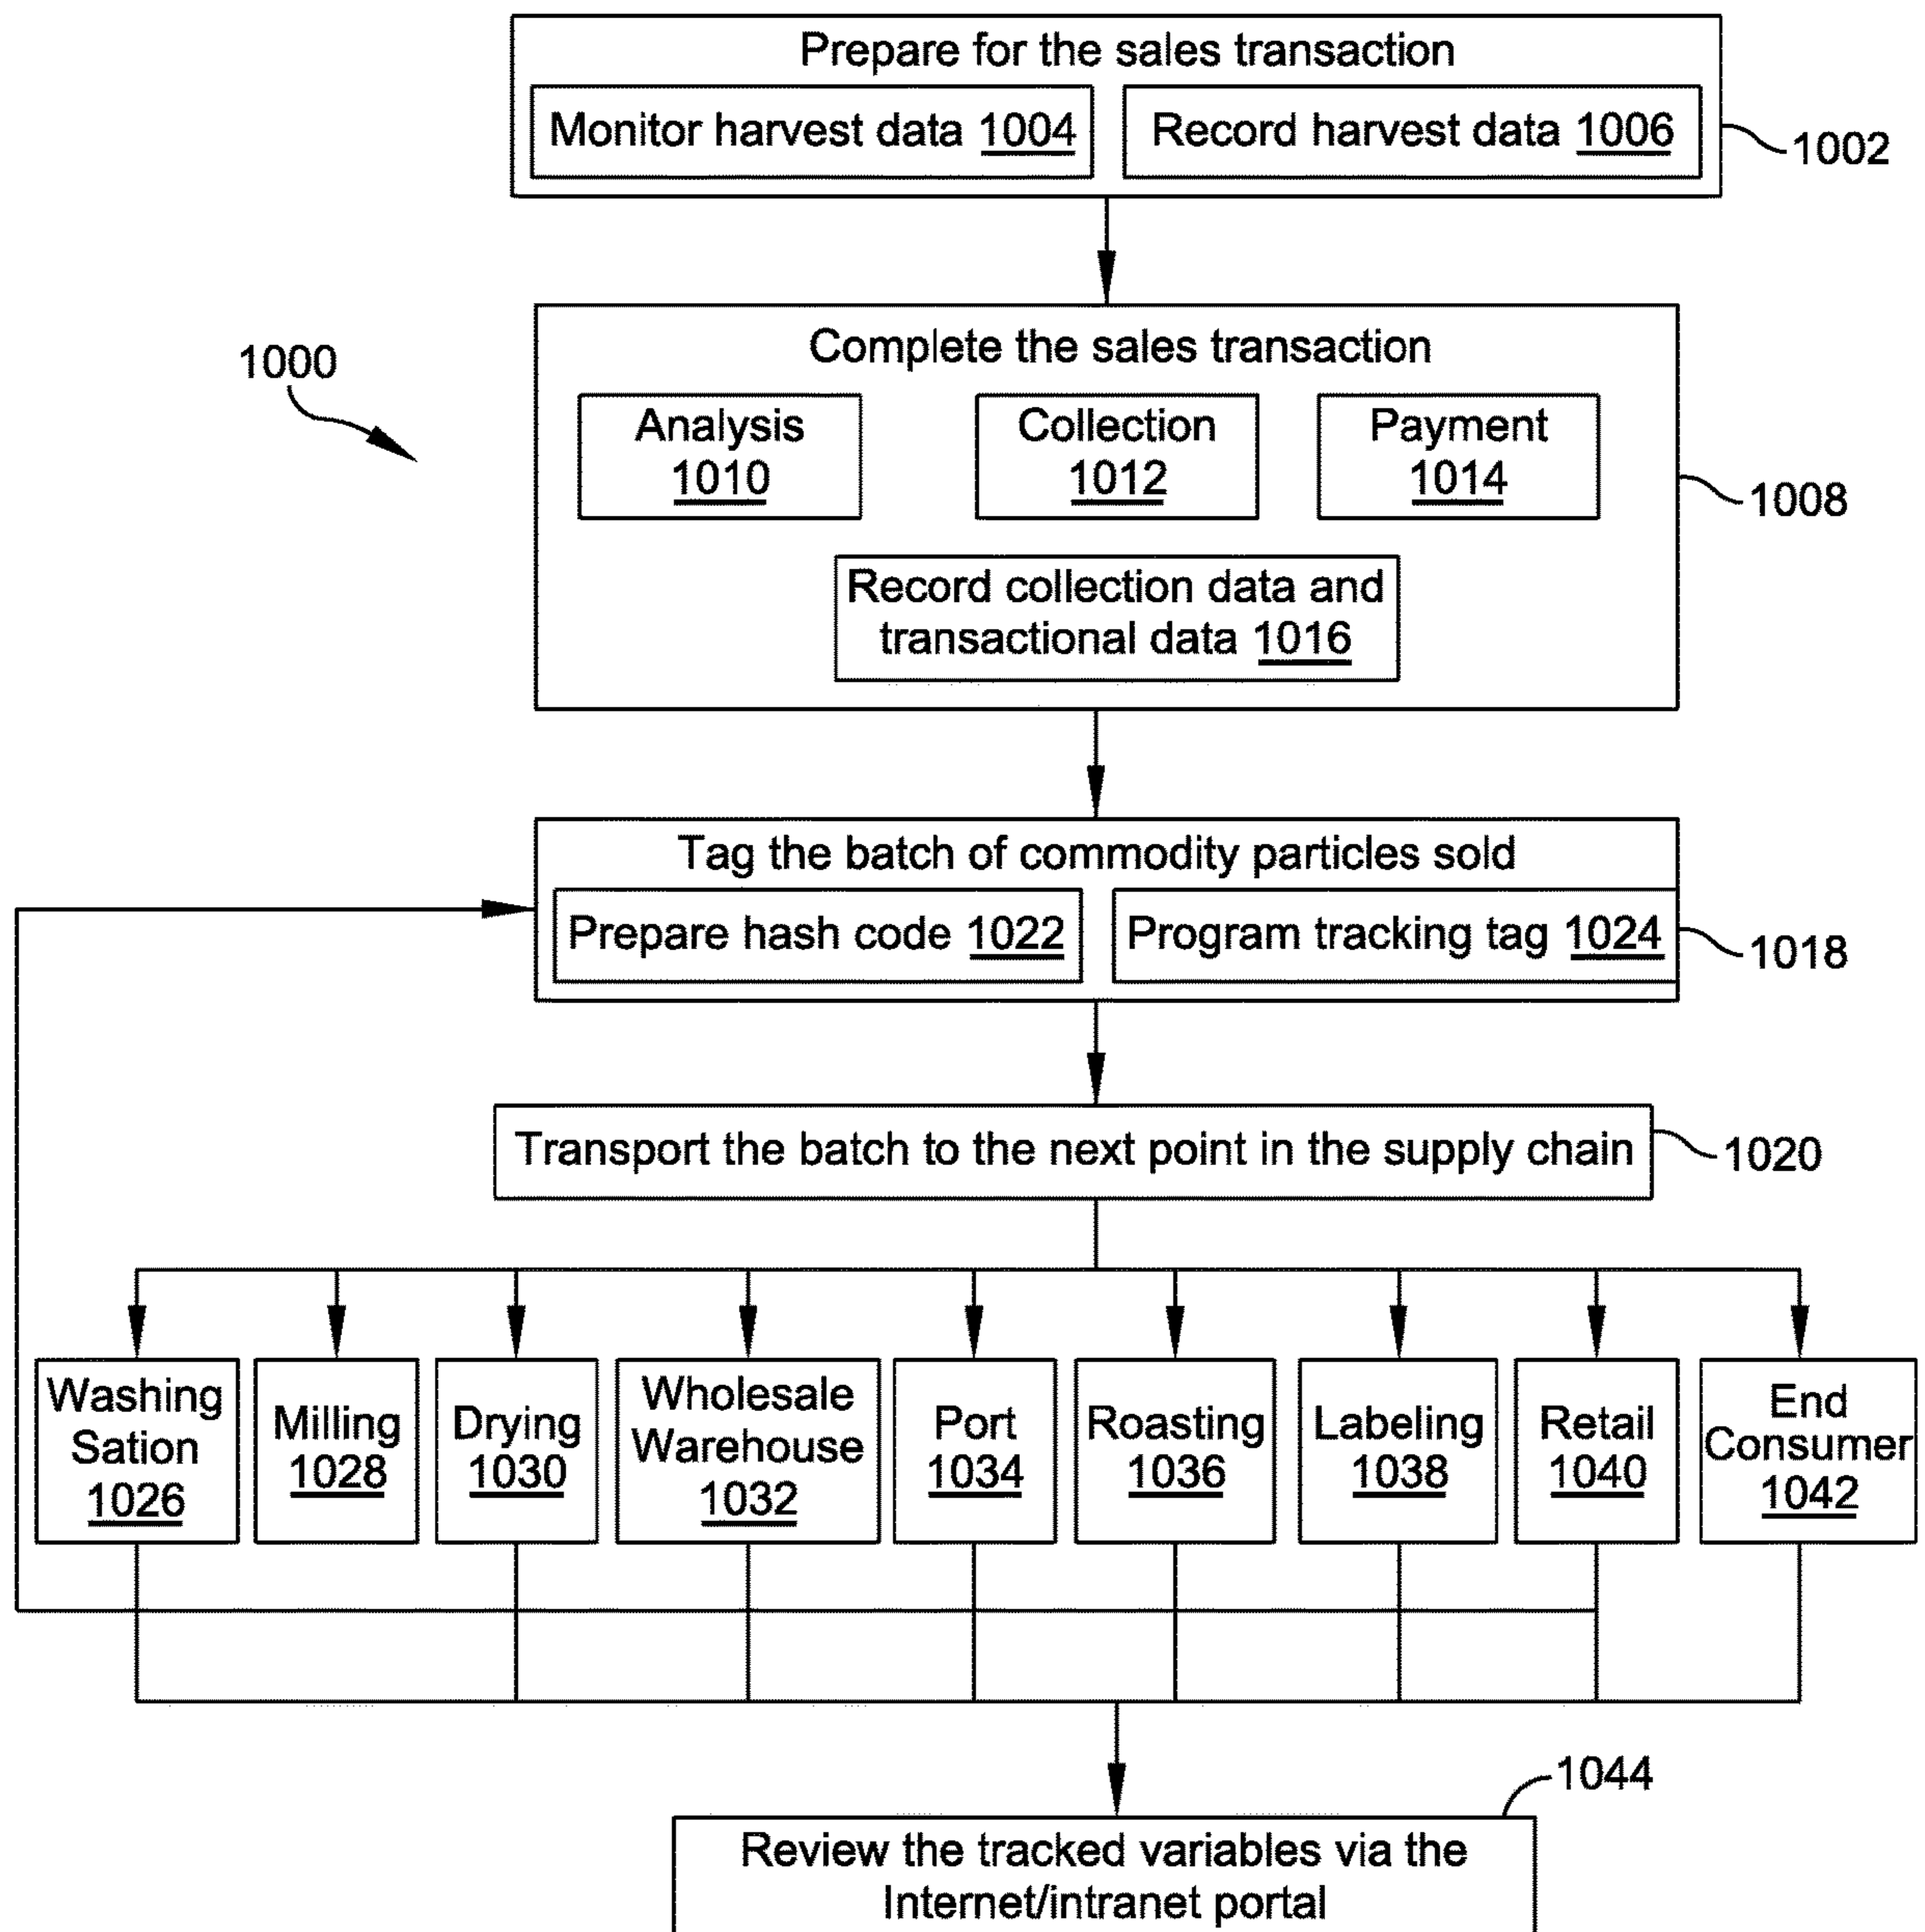 Prepare for the sales transaction
Monitor harvest data 1004
Record harvest data 1006
1002
Complete the sales transaction
1000
Analysis
1010
Collection
1012
Payment
1014
1008
Record collection data and
transactional data 1016
Tag the batch of commodity particles sold
Prepare hash code 1022
Program tracking tag 1024
1018
Transport the batch to the next point in the supply chain
1020
Washing
Sation
1026
Milling
1028
Drying
1030
Wholesale
Warehouse
1032
Port
1034
Roasting
1036
Labeling
1038
Retail
1040
End
Consumer
1042
1044
Review the tracked variables via the
Internet/intranet portal